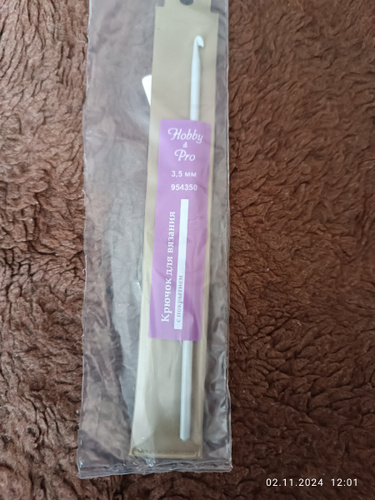 Hobby
&
Pro
3,5 мм
954350
Крючок для вязания
02.11.2024 12:01